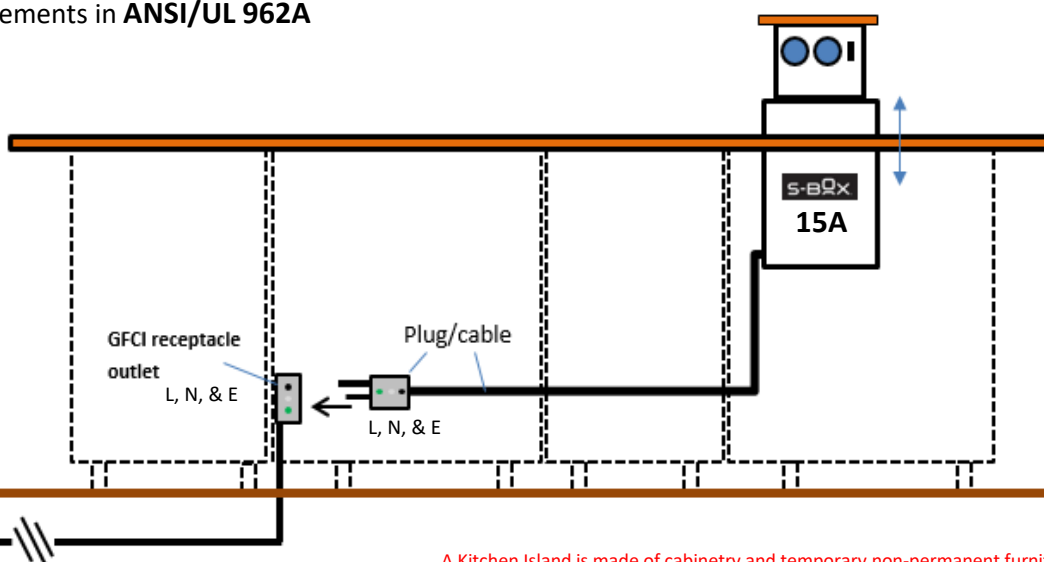 ements in ANSI/UL 962A
S-BOX
15A
GFCI receptacle
outlet
L, N, & E
Plug/cable
L, N, & E
A Kitchen Island is made of cabinetry and temporary non-permanent furni